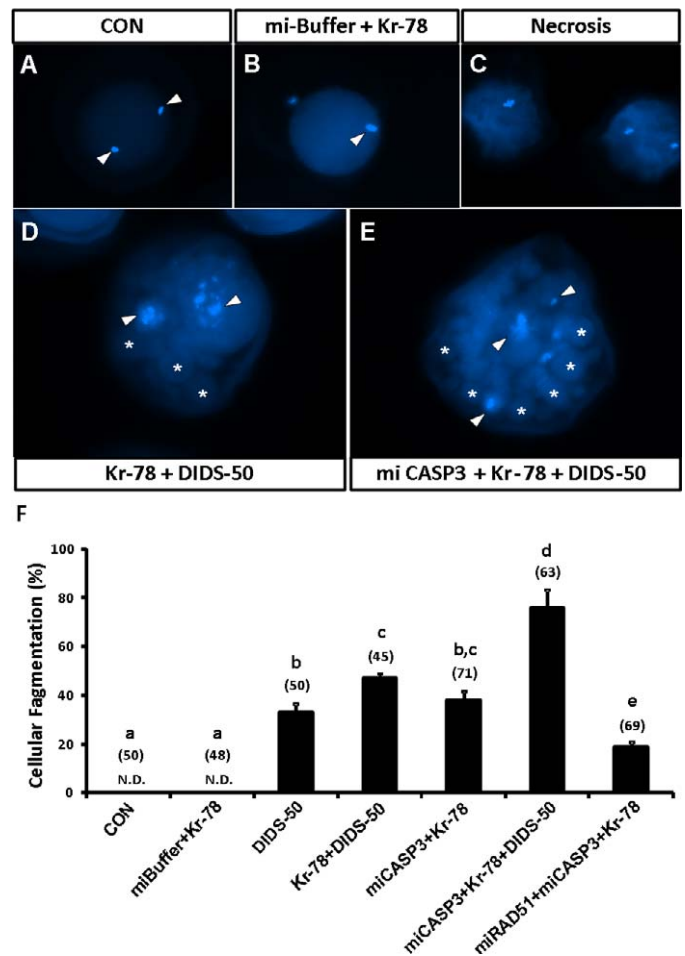 CON
mi-Buffer + Kr-78
Necrosis
A
B
C
D
E
* * *
* * * * * *
Kr-78 + DIDS-50
mi CASP3 + Kr-78 + DIDS-50
F
Cellular Fagmentation (%)
100
80
60
40
20
0
a
(50)
N.D.
a
(48)
N.D.
b
(50)
c
(45)
b,c
(71)
d
(63)
e
(69)
CON
miBuffer+Kr-78
DIDS-50
Kr-78+DIDS-50
miCASP3+Kr-78
miCASP3+Kr-78+DIDS-50
miRAD51+miCASP3+Kr-78